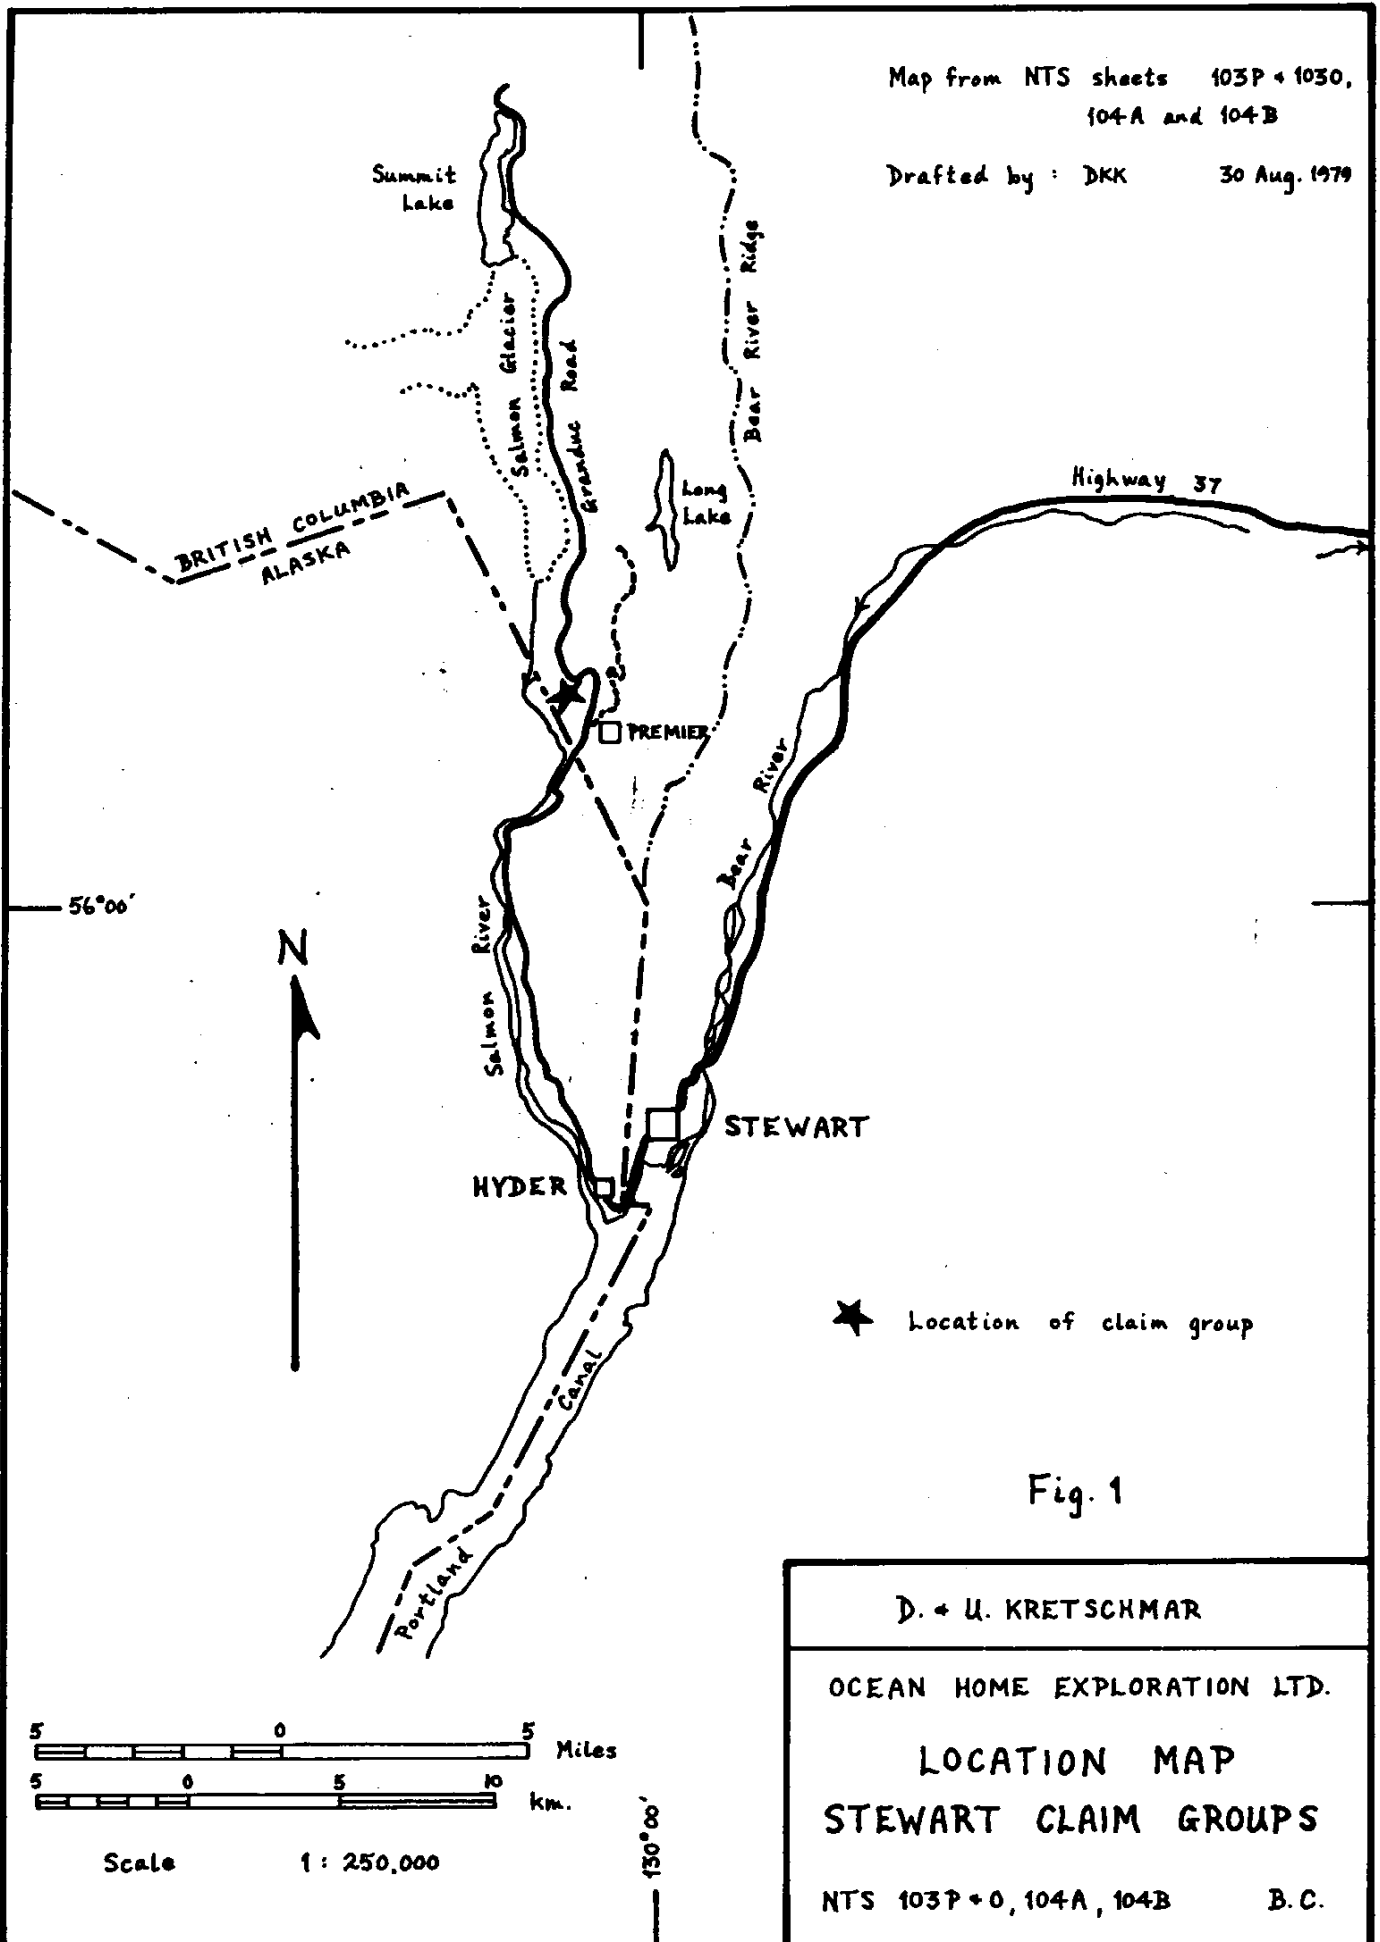 Map from NTS sheets 103P & 103O,
104A and 104B
Drafted by : DKK 30 Aug. 1979
Summit
Lake
Salmon Glacier
Granduc Road
Bear River Ridge
Long
Lake
Highway 37
BRITISH COLUMBIA
ALASKA
PREMIER
Bear River
56°00'
N
Salmon River
STEWART
HYDER
Location of claim group
Portland Canal
Fig. 1
D. & U. KRETSCHMAR
OCEAN HOME EXPLORATION LTD.
LOCATION MAP
STEWART CLAIM GROUPS
NTS 103P & O, 104A, 104B B.C.
5 0 5 Miles
5 0 5 10 km.
Scale 1 : 250,000
130°00'